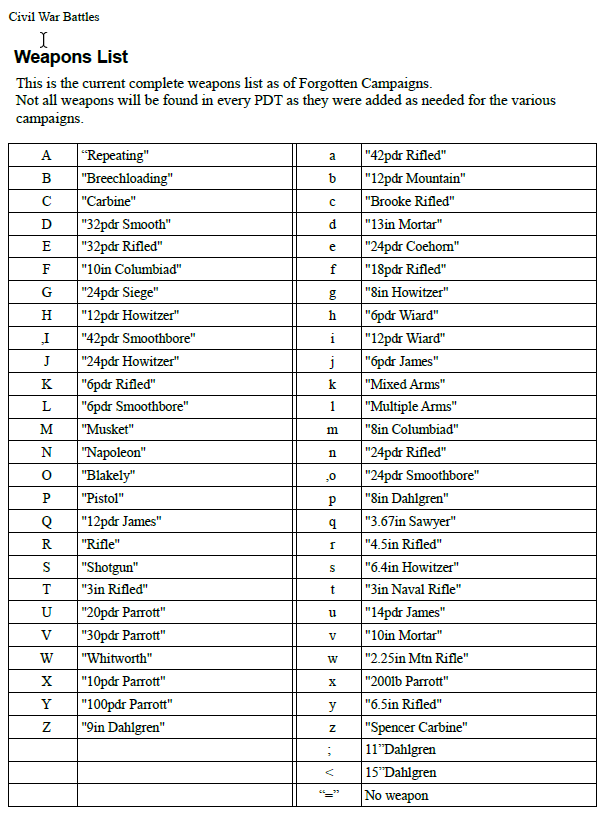 Civil War Battles
Weapons List
This is the current complete weapons list as of Forgotten Campaigns.
Not all weapons will be found in every PDT as they were added as needed for the various
campaigns.
A “Repeating" a "42pdr Rifled"
B "Breechloading" b "12pdr Mountain"
C "Carbine" c "Brooke Rifled"
D "32pdr Smooth" d "13in Mortar"
E "32pdr Rifled" e "24pdr Coehorn"
F "10in Columbiad" f "18pdr Rifled"
G "24pdr Siege" g "8in Howitzer"
H "12pdr Howitzer" h "6pdr Wiard"
,I "42pdr Smoothbore" i "12pdr Wiard"
J "24pdr Howitzer" j "6pdr James"
K "6pdr Rifled" k "Mixed Arms"
L "6pdr Smoothbore" l "Multiple Arms"
M "Musket" m "8in Columbiad"
N "Napoleon" n "24pdr Rifled"
O "Blakely" ,o "24pdr Smoothbore"
P "Pistol" p "8in Dahlgren"
Q "12pdr James" q "3.67in Sawyer"
R "Rifle" r "4.5in Rifled"
S "Shotgun" s "6.4in Howitzer"
T "3in Rifled" t "3in Naval Rifle"
U "20pdr Parrott" u "14pdr James"
V "30pdr Parrott" v "10in Mortar"
W "Whitworth" w "2.25in Mtn Rifle"
X "10pdr Parrott" x "200lb Parrott"
Y "100pdr Parrott" y "6.5in Rifled"
Z "9in Dahlgren" z "Spencer Carbine"
; 11”Dahlgren
< 15”Dahlgren
“=” No weapon